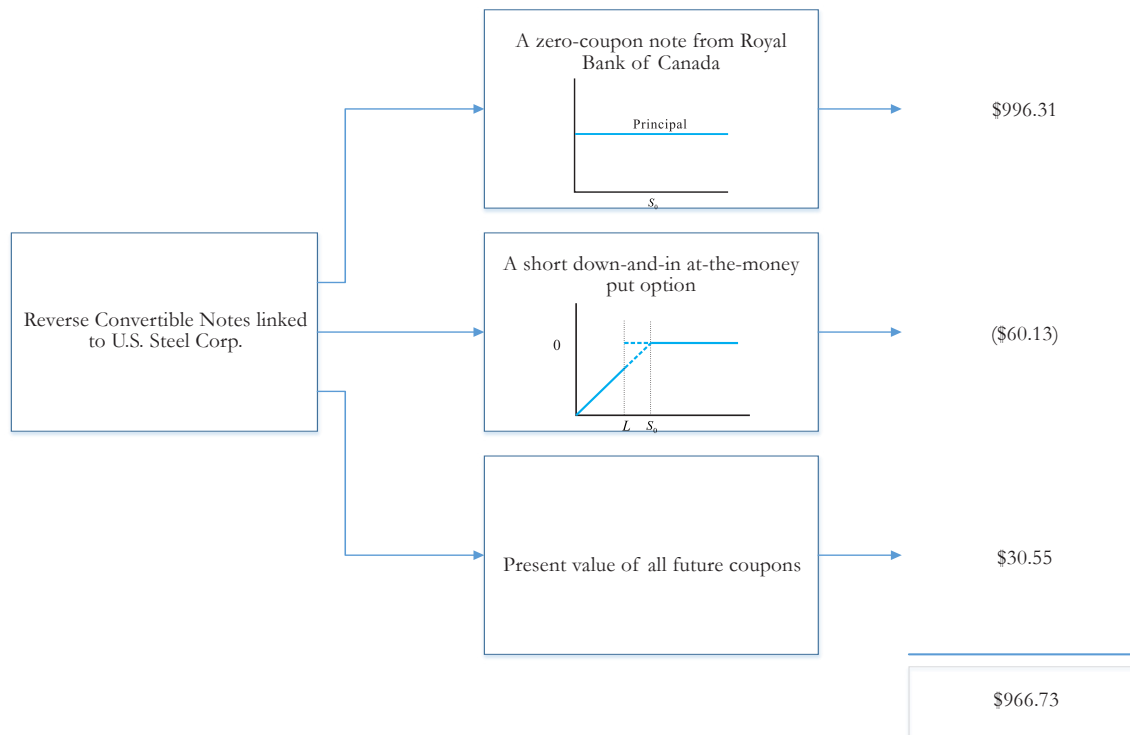 A zero-coupon note from Royal
Bank of Canada
Principal
S₀
$996.31
Reverse Convertible Notes linked
to U.S. Steel Corp.
A short down-and-in at-the-money
put option
0
L S₀
($60.13)
Present value of all future coupons
$30.55
$966.73